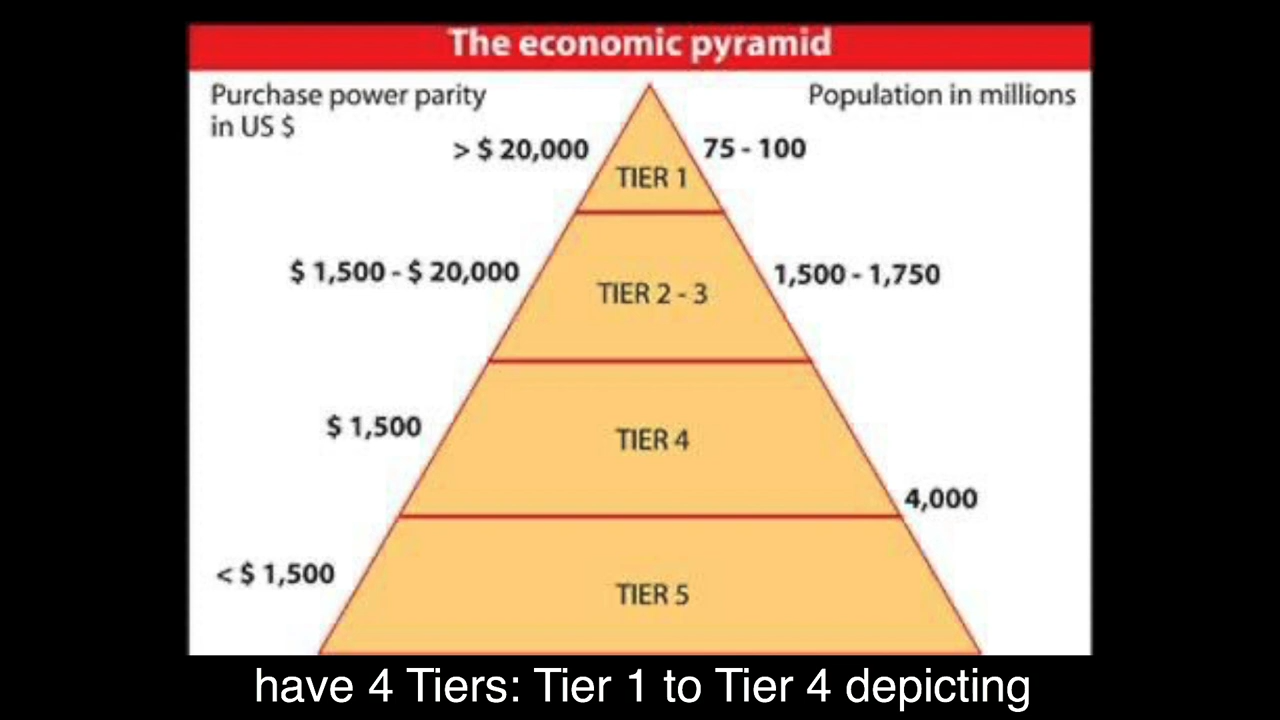 The economic pyramid
Purchase power parity
in US $
Population in millions
> $ 20,000
75 - 100
TIER 1
$ 1,500 - $ 20,000
1,500 - 1,750
TIER 2 - 3
$ 1,500
TIER 4
4,000
< $ 1,500
TIER 5
have 4 Tiers: Tier 1 to Tier 4 depicting